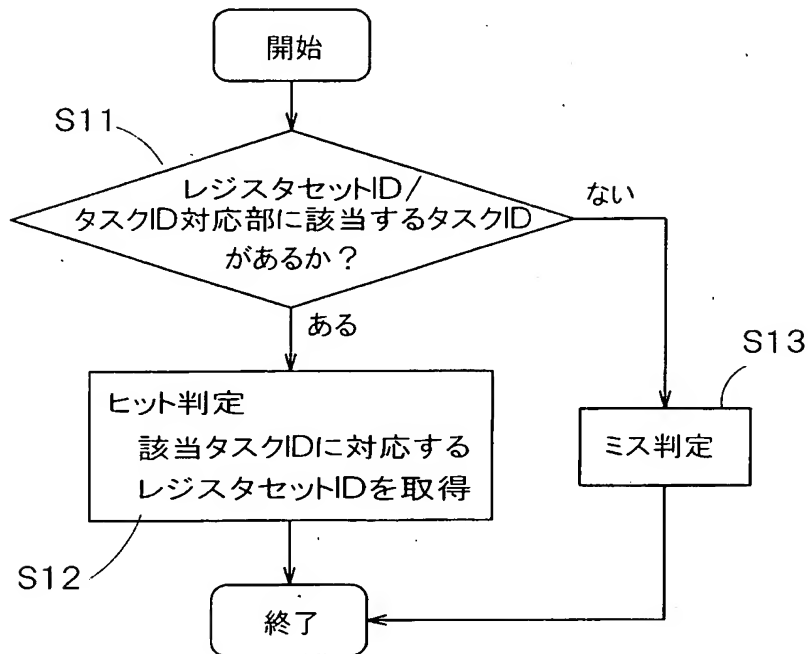 開始
S11
レジスタセットID/
タスクID対応部に該当するタスクID
があるか？
ない
ある
S13
ヒット判定
該当タスクIDに対応する
レジスタセットIDを取得
ミス判定
S12
終了